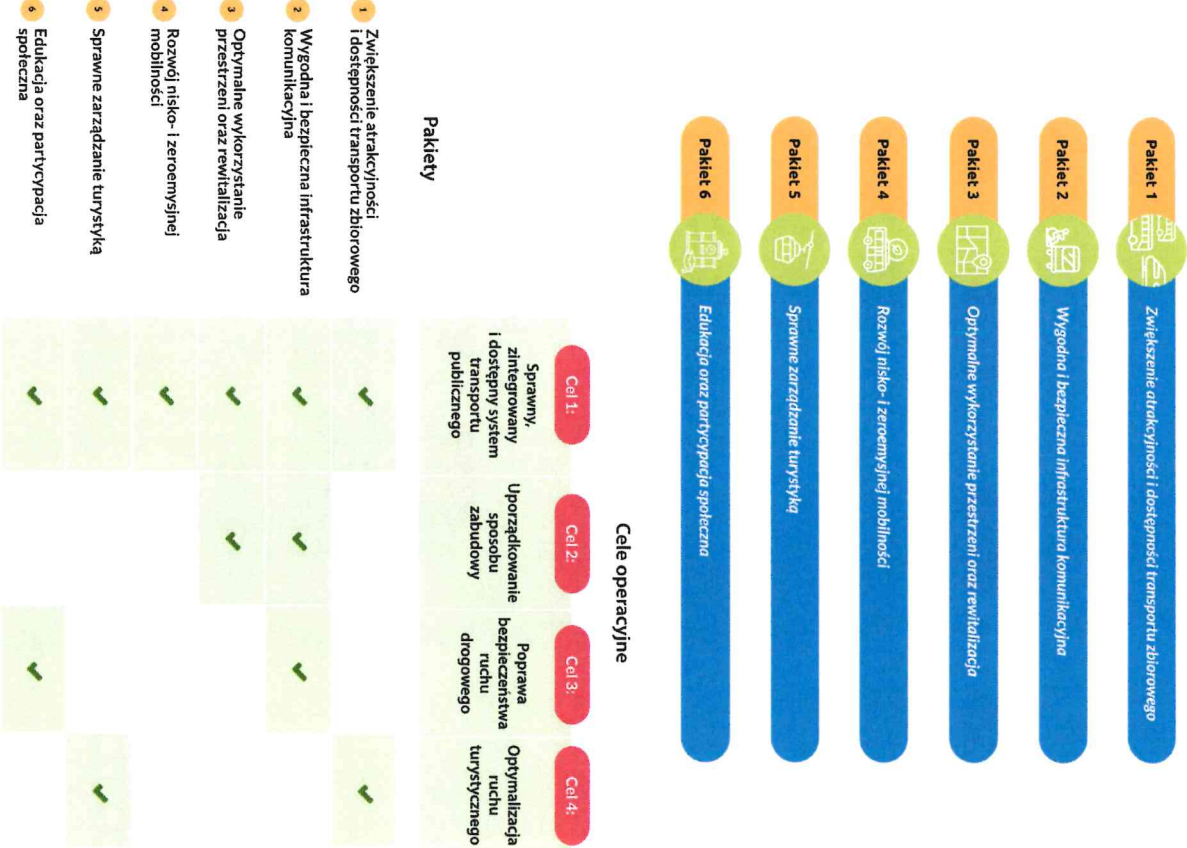 Pakiet 1
Zwiększenie atrakcyjności i dostępności transportu zbiorowego
Pakiet 2
Wygodna i bezpieczna infrastruktura komunikacyjna
Pakiet 3
Optymalne wykorzystanie przestrzeni oraz rewitalizacja
Pakiet 4
Rozwój nisko- i zeroemysjnej mobilności
Pakiet 5
Sprawne zarządzanie turystyką
Pakiet 6
Edukacja oraz partycypacja społeczna
Cele operacyjne
Cel 1:
Cel 2:
Cel 3:
Cel 4:
Pakiety
Sprawny,
zintegrowany
i dostępny system
transportu
publicznego
Uporządkowanie
sposobu
zabudowy
Poprawa
bezpieczeństwa
ruchu
drogowego
Optymalizacja
ruchu
turystycznego
1 Zwiększenie atrakcyjności
i dostępności transportu zbiorowego
2 Wygodna i bezpieczna infrastruktura
komunikacyjna
3 Optymalne wykorzystanie
przestrzeni oraz rewitalizacja
4 Rozwój nisko- i zeroemysjnej
mobilności
5 Sprawne zarządzanie turystyką
6 Edukacja oraz partycypacja
społeczna